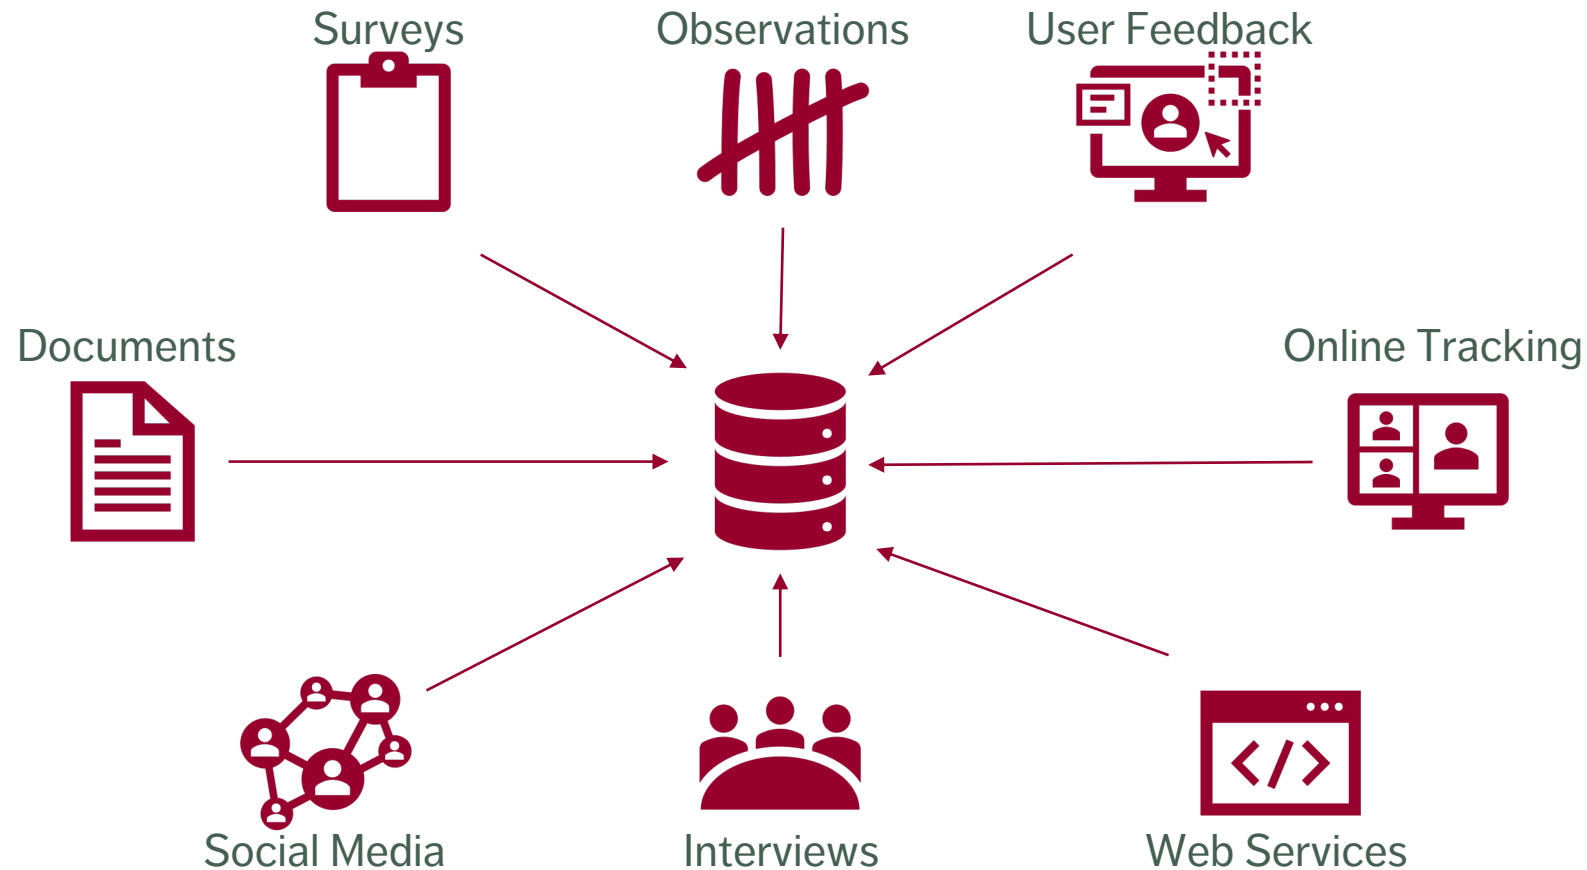 Surveys
Observations
User Feedback
Documents
Online Tracking
Social Media
Interviews
Web Services